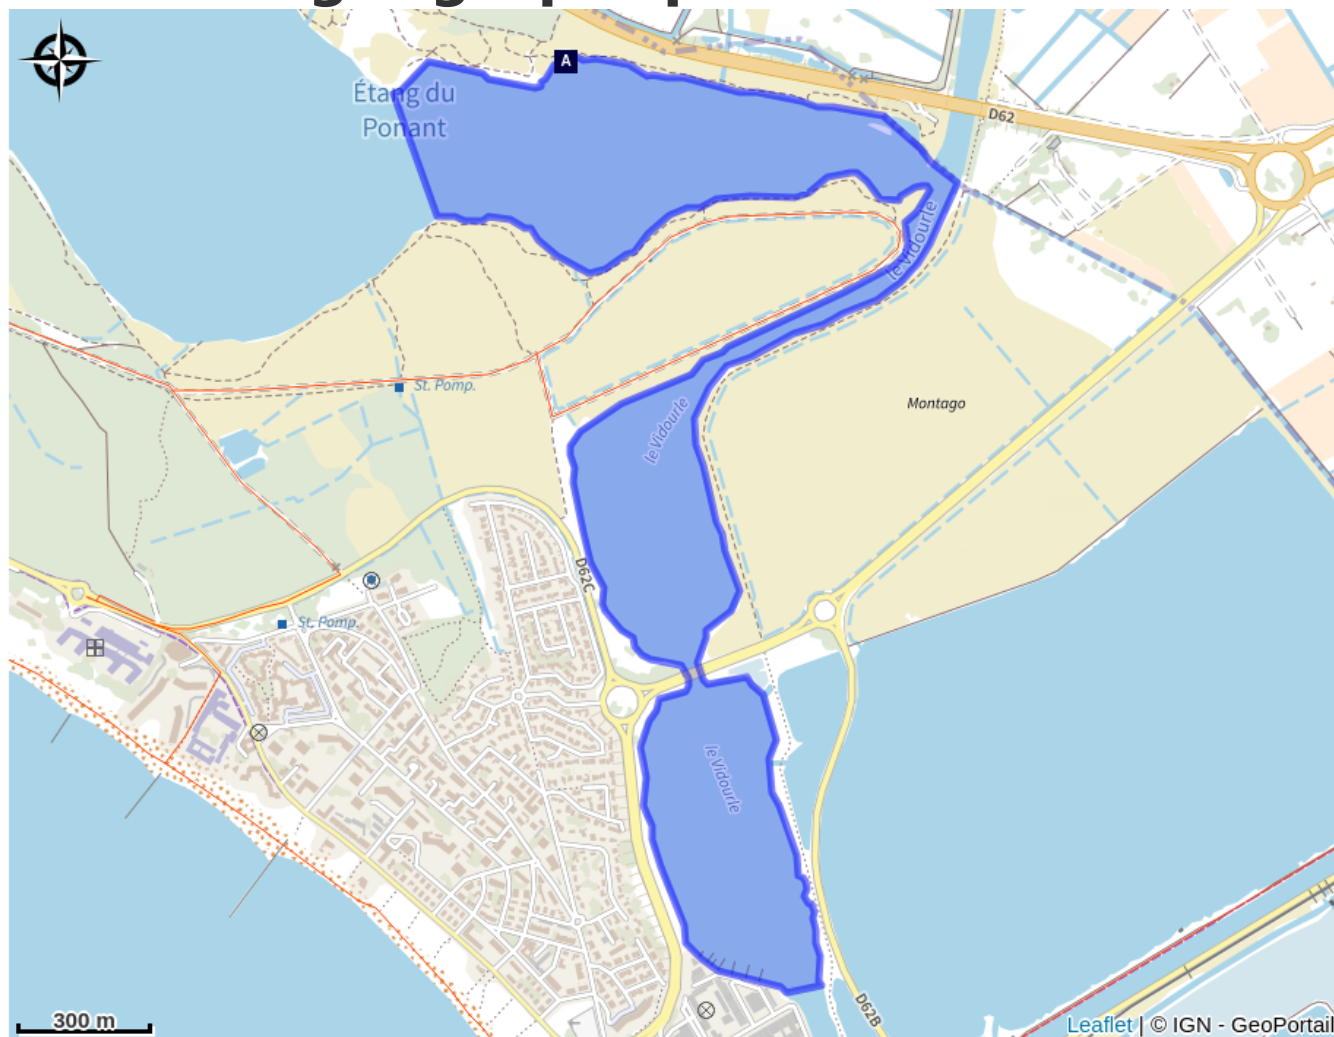 A
Étang du
Ponant
D62
le Vidourle
St. Pomp.
le Vidourle
Montago
D62C
St. Pomp.
le Vidourle
D62B
300 m
Leaflet | © IGN - GeoPortail